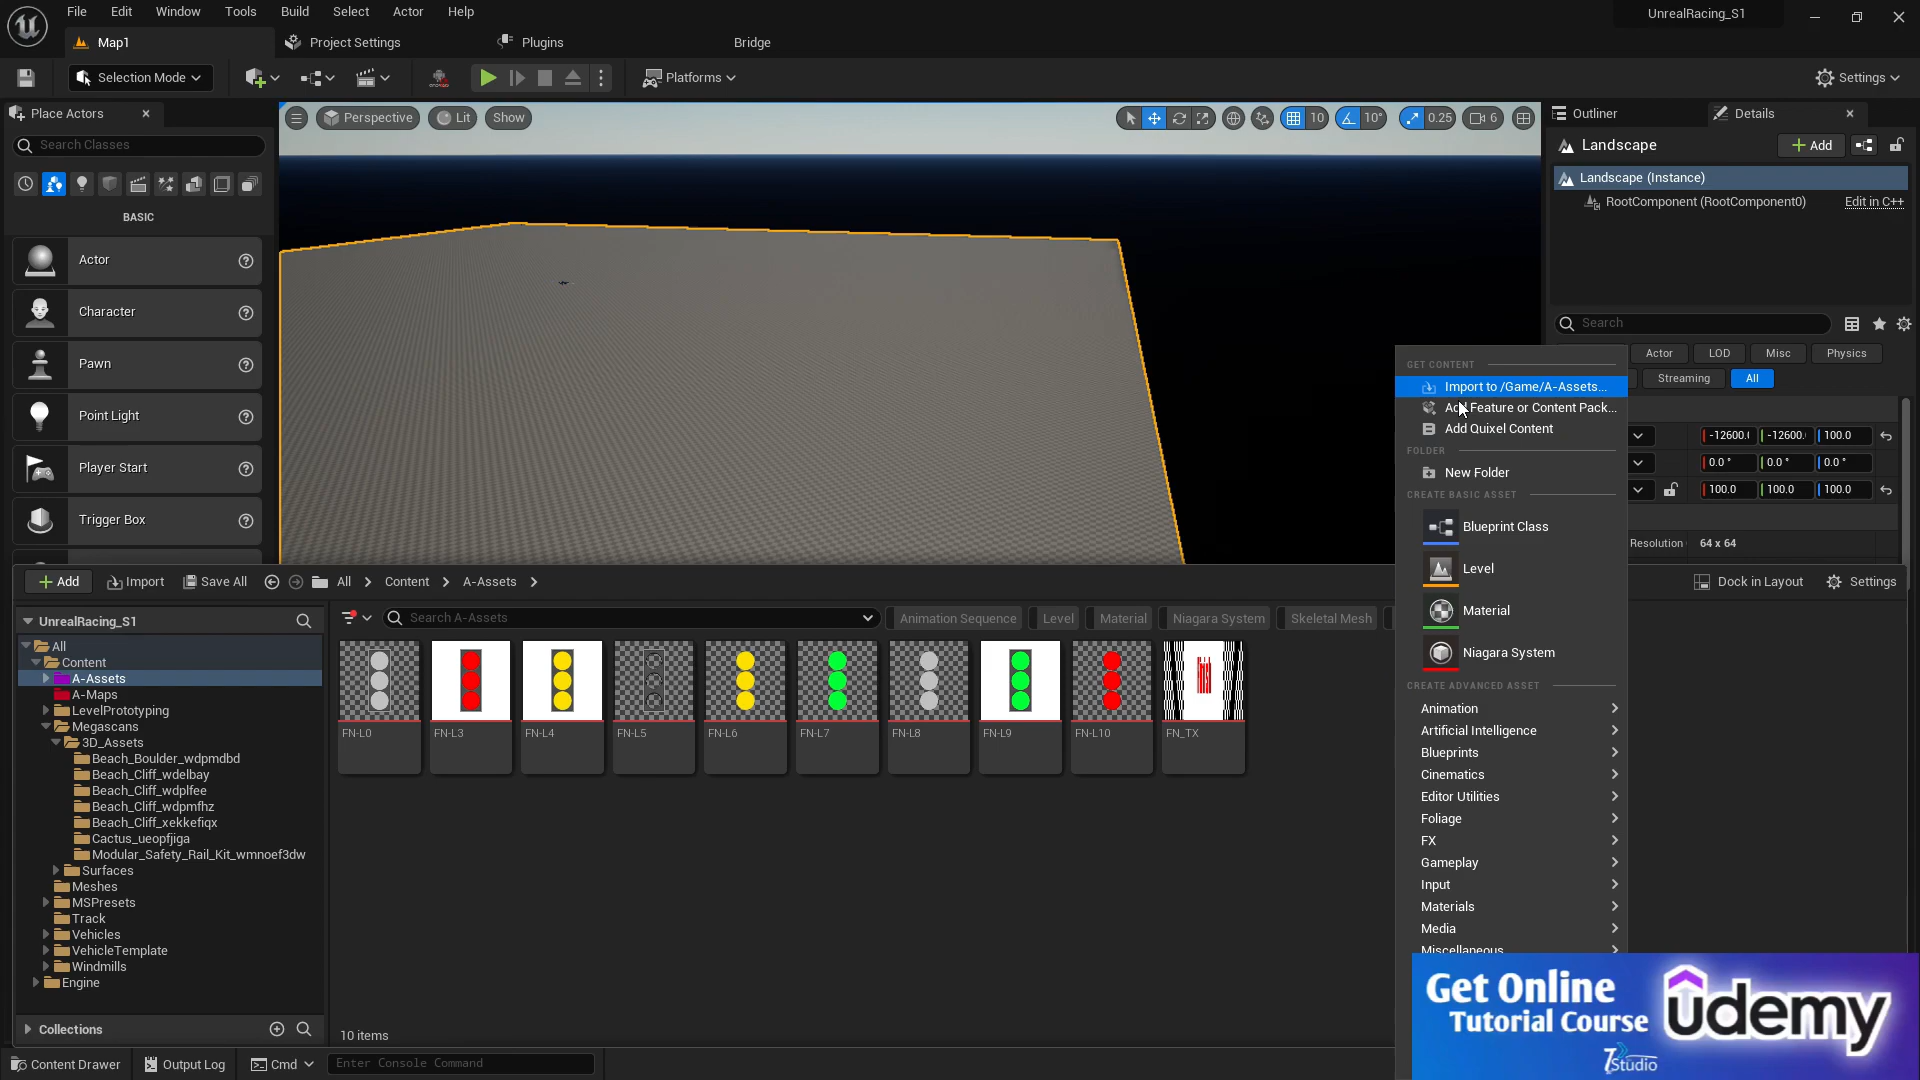 File Edit Window Tools Build Select Actor Help
UnrealRacing_S1
Map1 Project Settings Plugins Bridge
Selection Mode Platforms Settings
Place Actors
Search Classes
BASIC
Actor
Character
Pawn
Point Light
Player Start
Trigger Box
Perspective Lit Show 10 10° 0.25 6
Outliner Details
Landscape Add
Landscape (Instance)
RootComponent (RootComponent0) Edit in C++
Search
Actor LOD Misc Physics
Streaming All
100.0
0.0 ° 0.0 ° 0.0 °
100.0 100.0 100.0
Resolution 64 x 64
GET CONTENT
Import to /Game/A-Assets...
Add Feature or Content Pack...
Add Quixel Content
FOLDER
New Folder
CREATE BASIC ASSET
Blueprint Class
Level
Material
Niagara System
CREATE ADVANCED ASSET
Animation
Artificial Intelligence
Blueprints
Cinematics
Editor Utilities
Foliage
FX
Gameplay
Input
Materials
Media
Miscellaneous
Add Import Save All All Content A-Assets Dock in Layout Settings
UnrealRacing_S1
All
Content
A-Assets
A-Maps
LevelPrototyping
Megascans
3D_Assets
Beach_Boulder_wdpmdbd
Beach_Cliff_wdelbay
Beach_Cliff_wdplfee
Beach_Cliff_wdpmfhz
Beach_Cliff_xekkefiqx
Cactus_ueopfjiga
Modular_Safety_Rail_Kit_wmnoef3dw
Surfaces
Meshes
MSPresets
Track
Vehicles
VehicleTemplate
Windmills
Engine
Collections
Search A-Assets Animation Sequence Level Material Niagara System Skeletal Mesh
FN-L0 FN-L3 FN-L4 FN-L5 FN-L6 FN-L7 FN-L8 FN-L9 FN-L10 FN_TX
10 items
Content Drawer Output Log Cmd Enter Console Command
Get Online
Tutorial Course
Udemy
7Studio